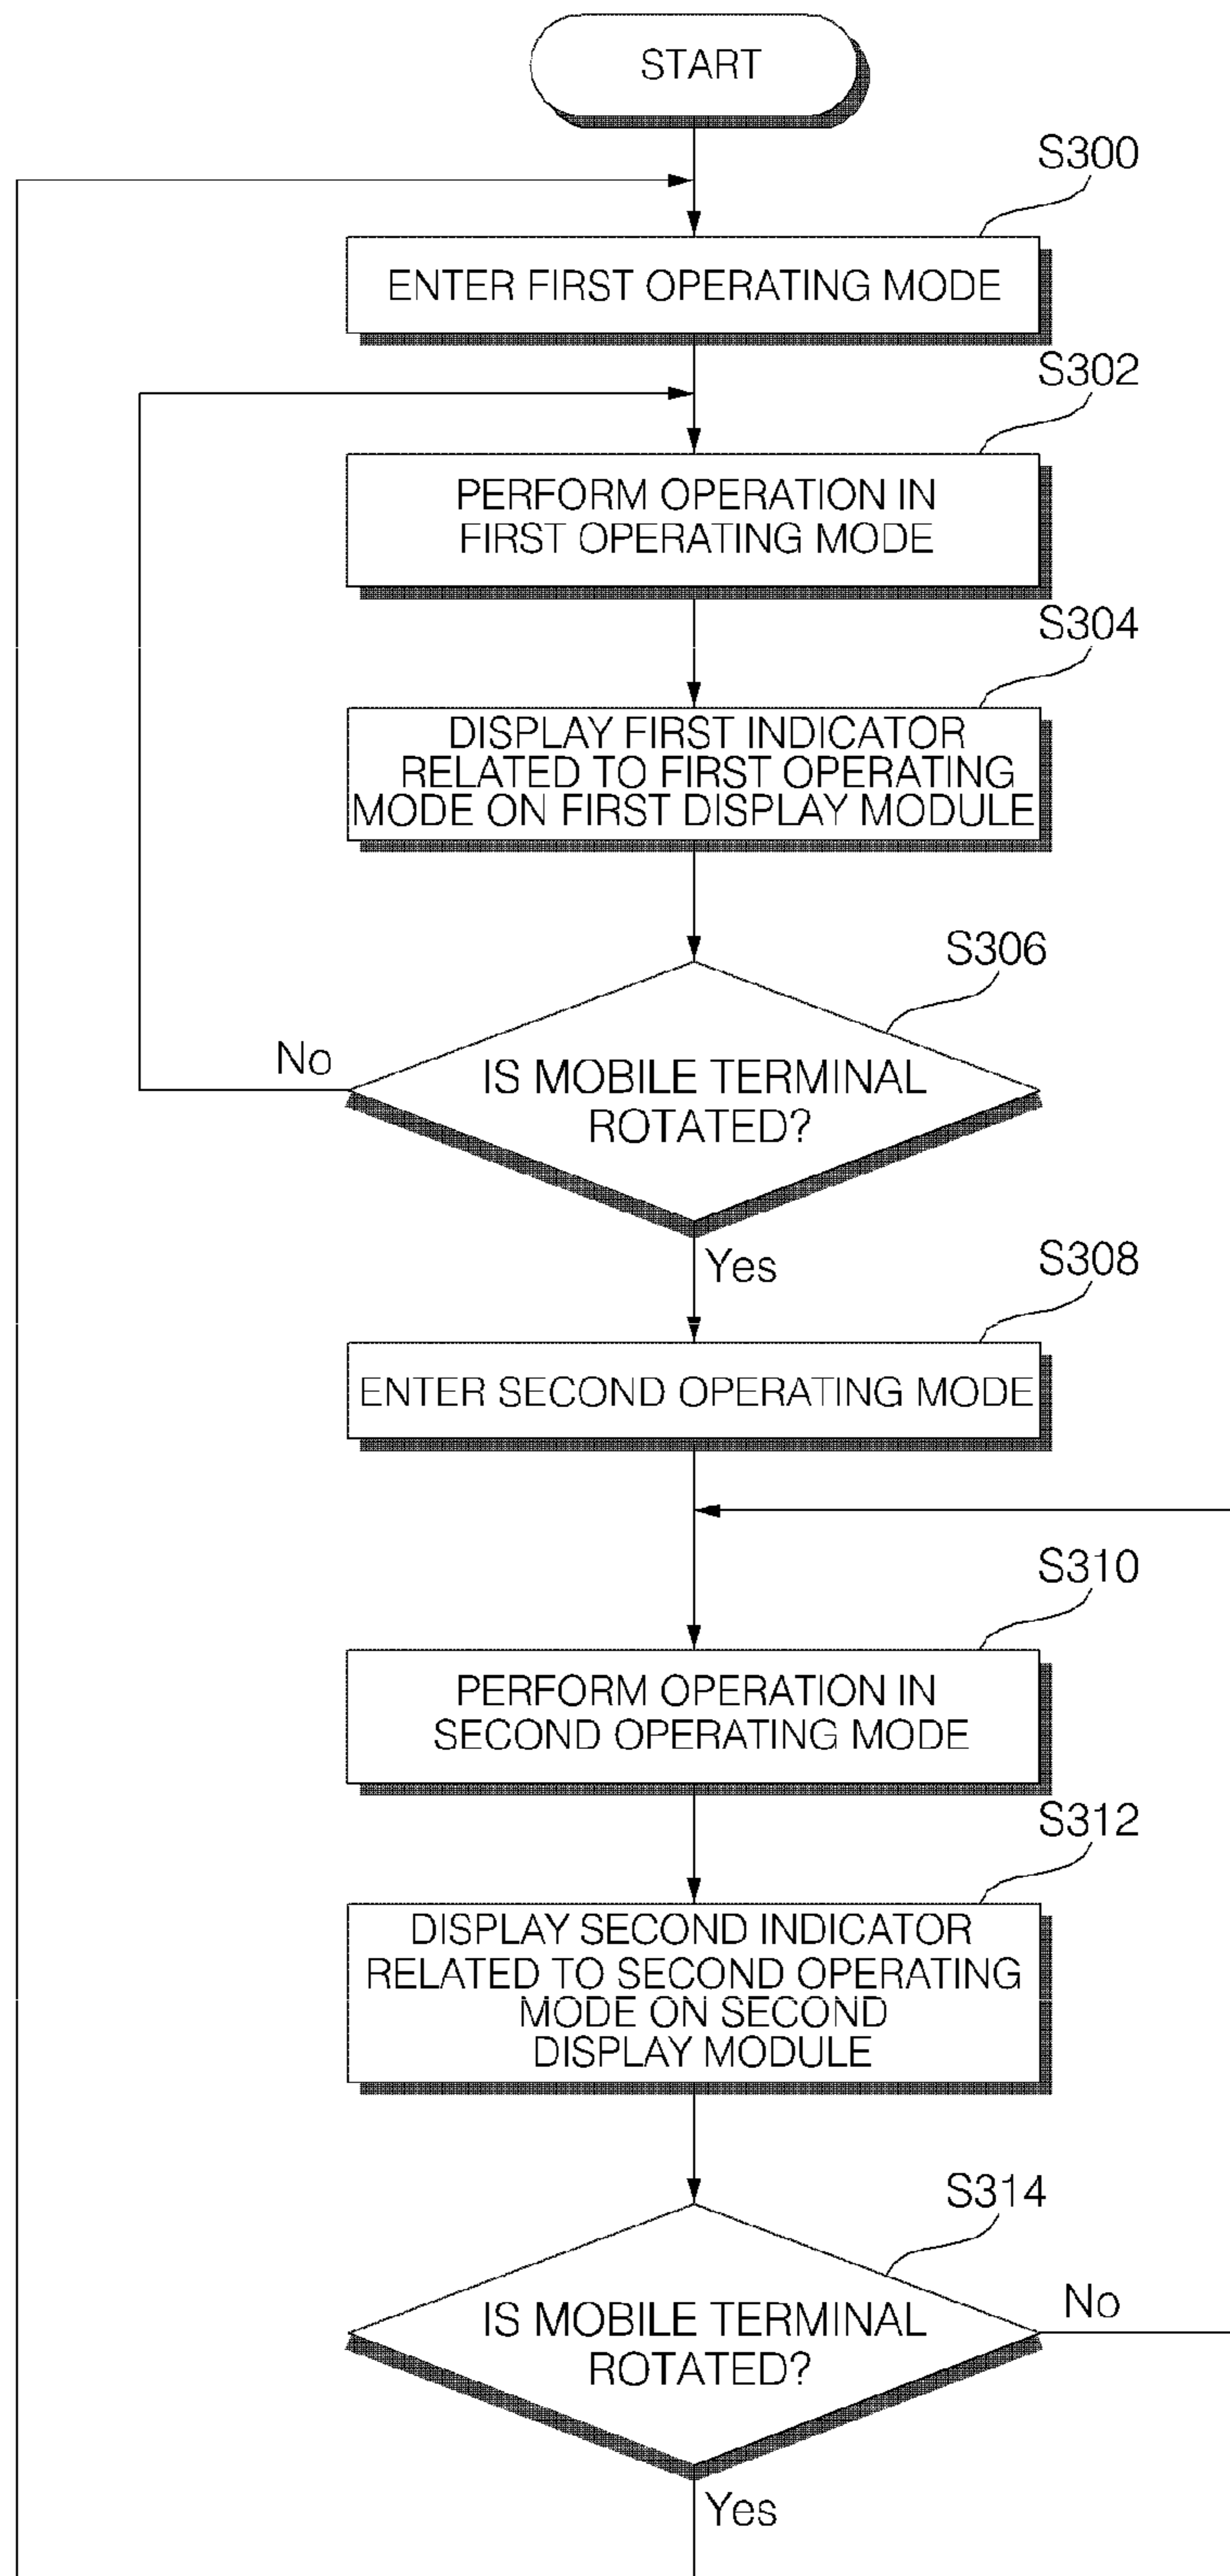 START
S300
ENTER FIRST OPERATING MODE
S302
PERFORM OPERATION IN
FIRST OPERATING MODE
S304
DISPLAY FIRST INDICATOR
RELATED TO FIRST OPERATING
MODE ON FIRST DISPLAY MODULE
S306
No
IS MOBILE TERMINAL
ROTATED?
Yes
S308
ENTER SECOND OPERATING MODE
S310
PERFORM OPERATION IN
SECOND OPERATING MODE
S312
DISPLAY SECOND INDICATOR
RELATED TO SECOND OPERATING
MODE ON SECOND
DISPLAY MODULE
S314
IS MOBILE TERMINAL
ROTATED?
No
Yes